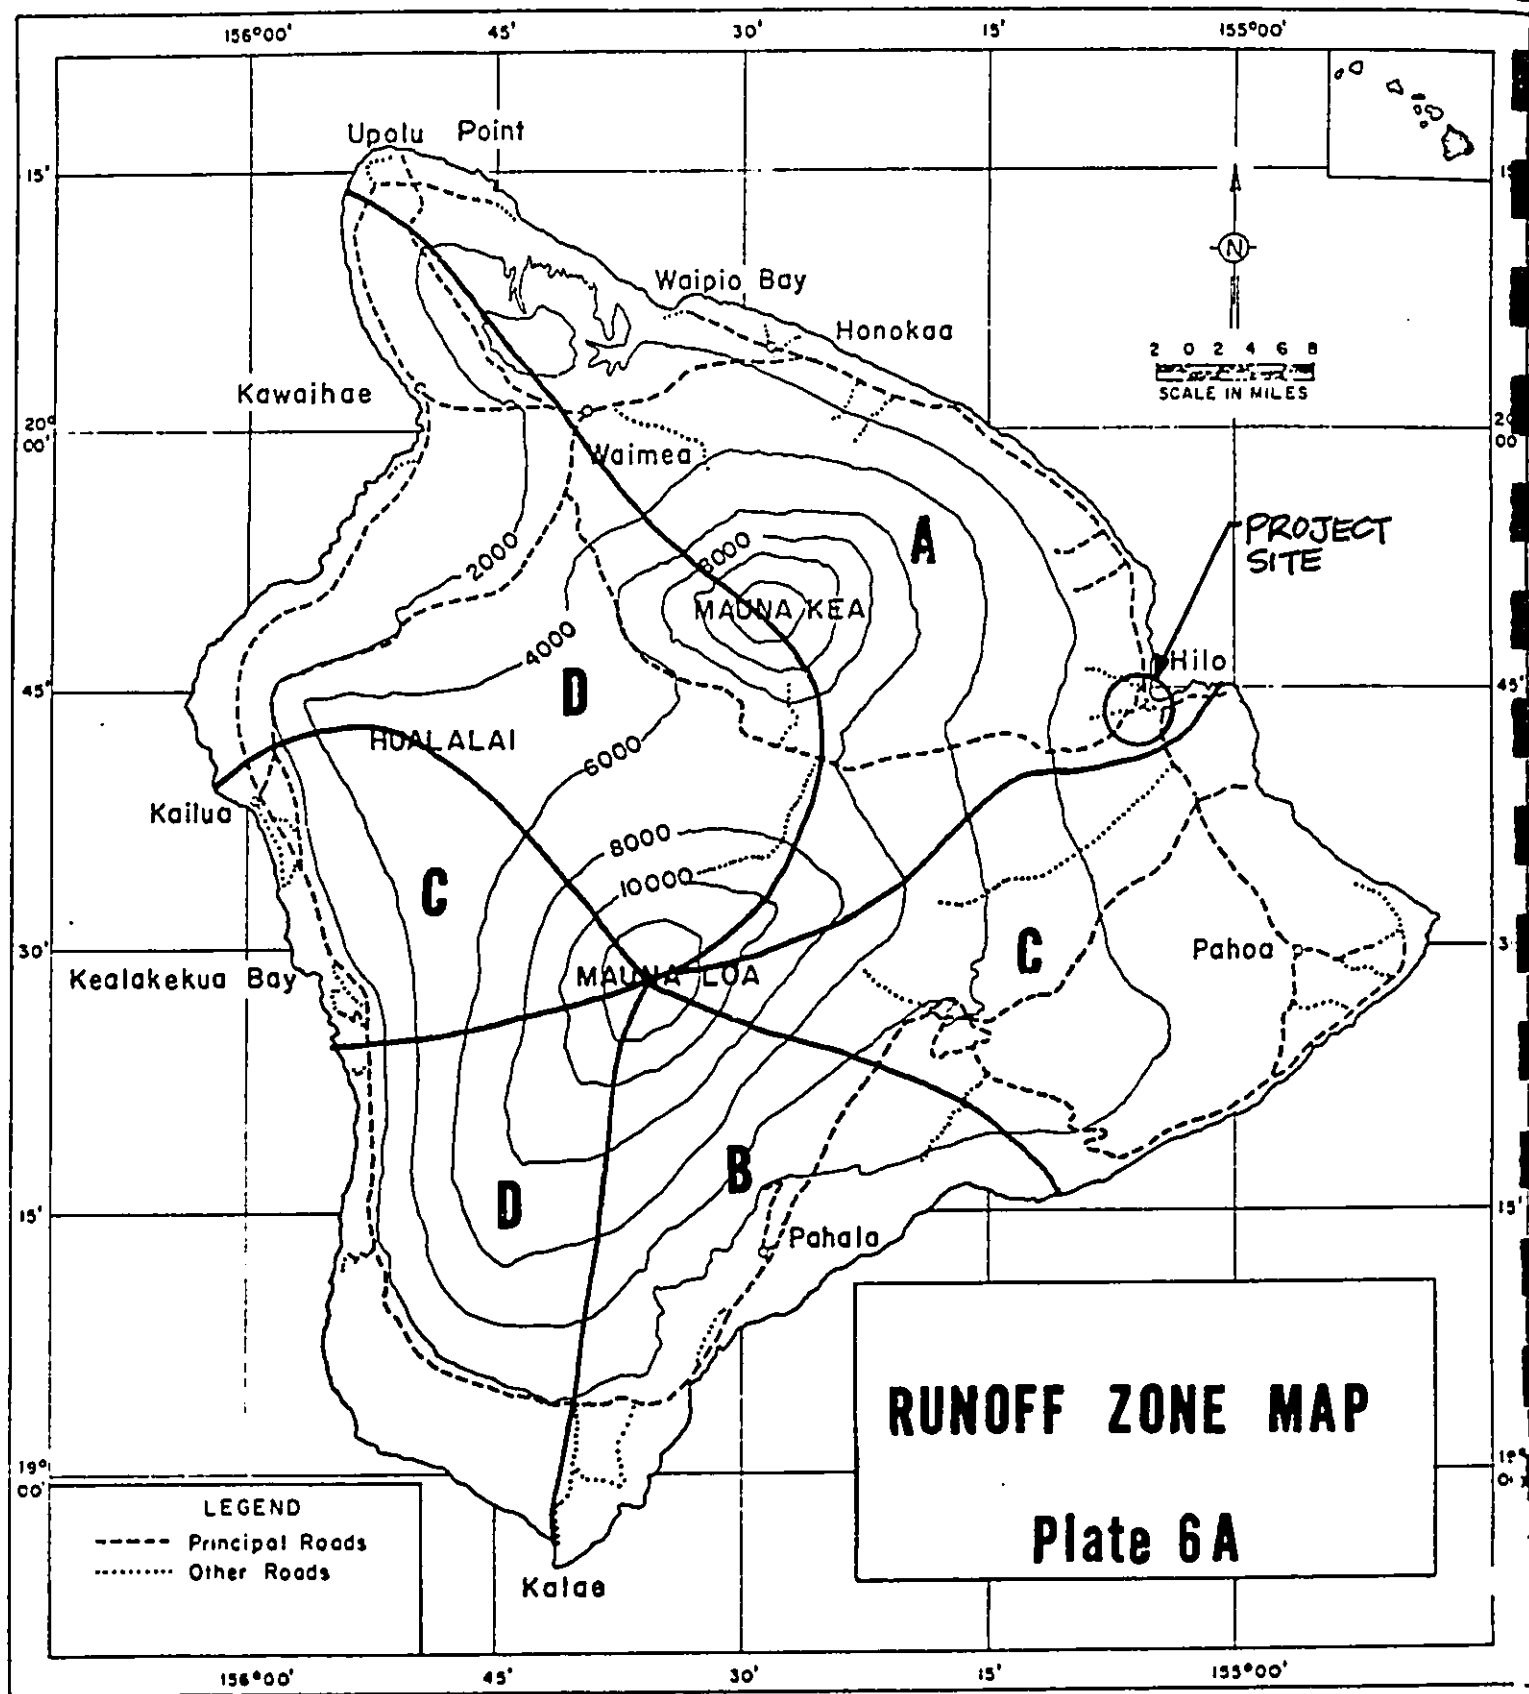 156°00'
45'
30'
15'
155°00'
Upolu Point
15'
N
Waipio Bay
Honokaa
2 0 2 4 6 8
SCALE IN MILES
Kawaihae
20°
00'
Waimea
A
PROJECT
SITE
2000
8000
MAUNA KEA
4000
Hilo
45'
D
45'
HUALALAI
6000
Kailua
8000
10000
C
C
30'
Pahoa
Kealakekua Bay
MAUNA LOA
B
D
15'
15'
Pahala
RUNOFF ZONE MAP
Plate 6A
19°
00'
LEGEND
Principal Roads
Other Roads
Kalae
156°00'
45'
30'
15'
155°00'